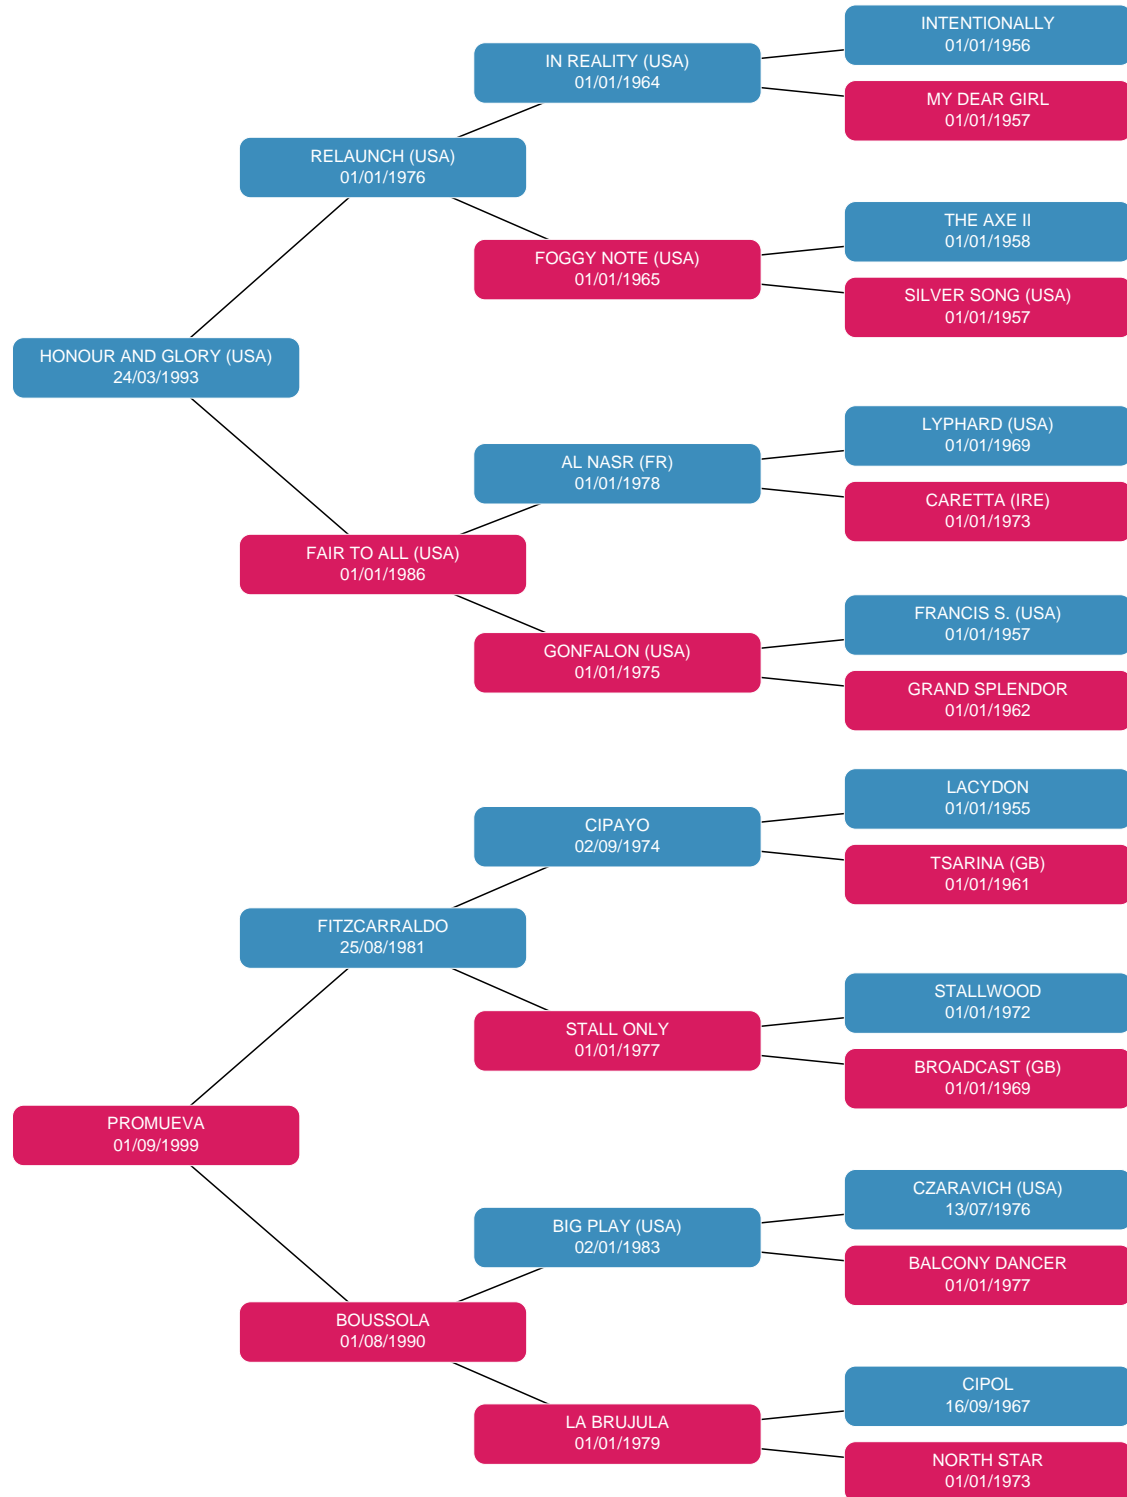 INTENTIONALLY
01/01/1956
IN REALITY (USA)
01/01/1964
MY DEAR GIRL
01/01/1957
RELAUNCH (USA)
01/01/1976
THE AXE II
01/01/1958
FOGGY NOTE (USA)
01/01/1965
SILVER SONG (USA)
01/01/1957
HONOUR AND GLORY (USA)
24/03/1993
LYPHARD (USA)
01/01/1969
AL NASR (FR)
01/01/1978
CARETTA (IRE)
01/01/1973
FAIR TO ALL (USA)
01/01/1986
FRANCIS S. (USA)
01/01/1957
GONFALON (USA)
01/01/1975
GRAND SPLENDOR
01/01/1962
LACYDON
01/01/1955
CIPAYO
02/09/1974
TSARINA (GB)
01/01/1961
FITZCARRALDO
25/08/1981
STALLWOOD
01/01/1972
STALL ONLY
01/01/1977
BROADCAST (GB)
01/01/1969
PROMUEVA
01/09/1999
CZARAVICH (USA)
13/07/1976
BIG PLAY (USA)
02/01/1983
BALCONY DANCER
01/01/1977
BOUSSOLA
01/08/1990
CIPOL
16/09/1967
LA BRUJULA
01/01/1979
NORTH STAR
01/01/1973